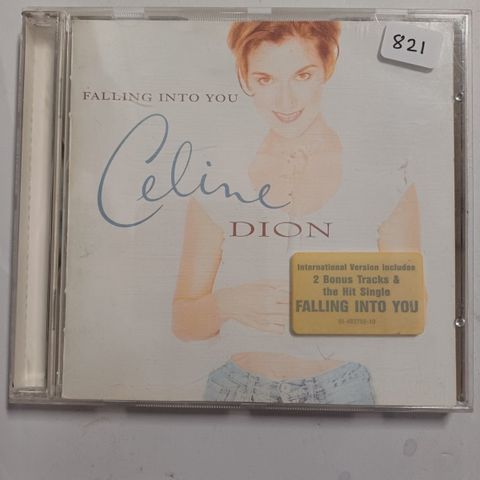 821
FALLING INTO YOU
Celine
DION
International Version Includes
2 Bonus Tracks &
the Hit Single
FALLING INTO YOU